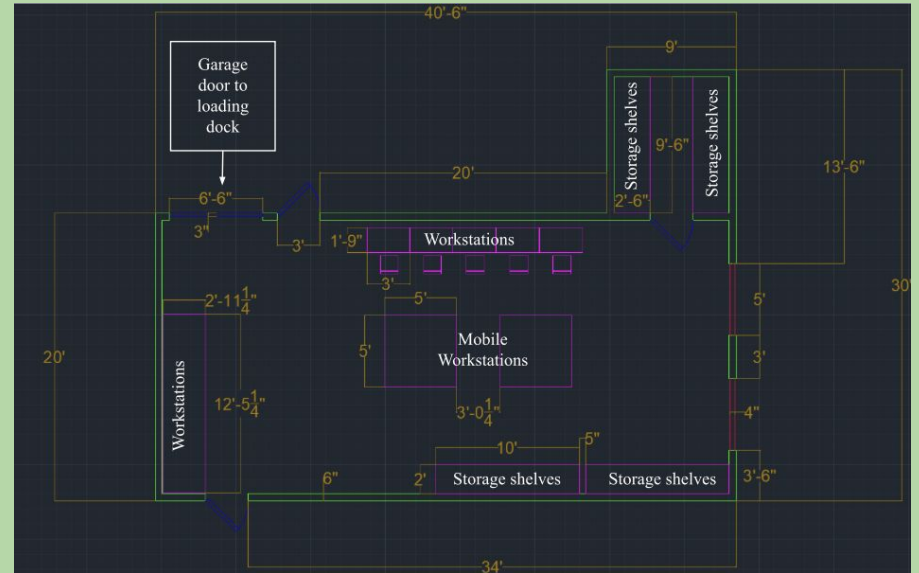 40'-6"
9'
Garage
door to
loading
dock
Storage shelves
9'-6"
Storage shelves
13'-6"
20'
6'-6"
2'-6"
3"
3'
1'-9"
Workstations
3'
5'
30'
2'-11 1/4"
5'
20'
5'
Mobile
Workstations
3'
Workstations
12'-5 1/4"
3'-0 1/4"
4"
10'
5"
6"
2'
Storage shelves
Storage shelves
3'-6"
34'